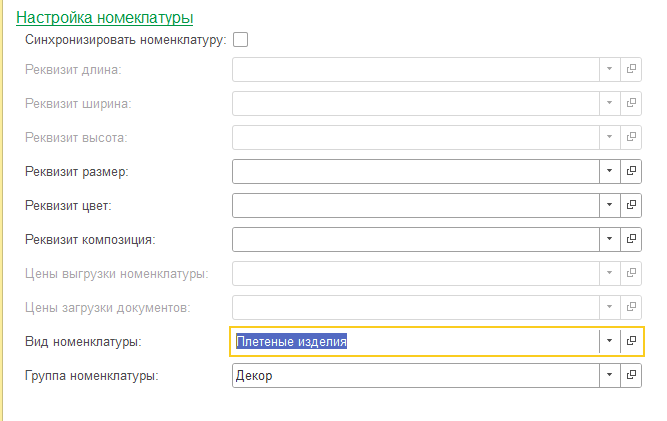 Настройка номеклатуры
Синхронизировать номенклатуру:
Реквизит длина:
Реквизит ширина:
Реквизит высота:
Реквизит размер:
Реквизит цвет:
Реквизит композиция:
Цены выгрузки номенклатуры:
Цены загрузки документов:
Вид номенклатуры: Плетеные изделия
Группа номенклатуры: Декор